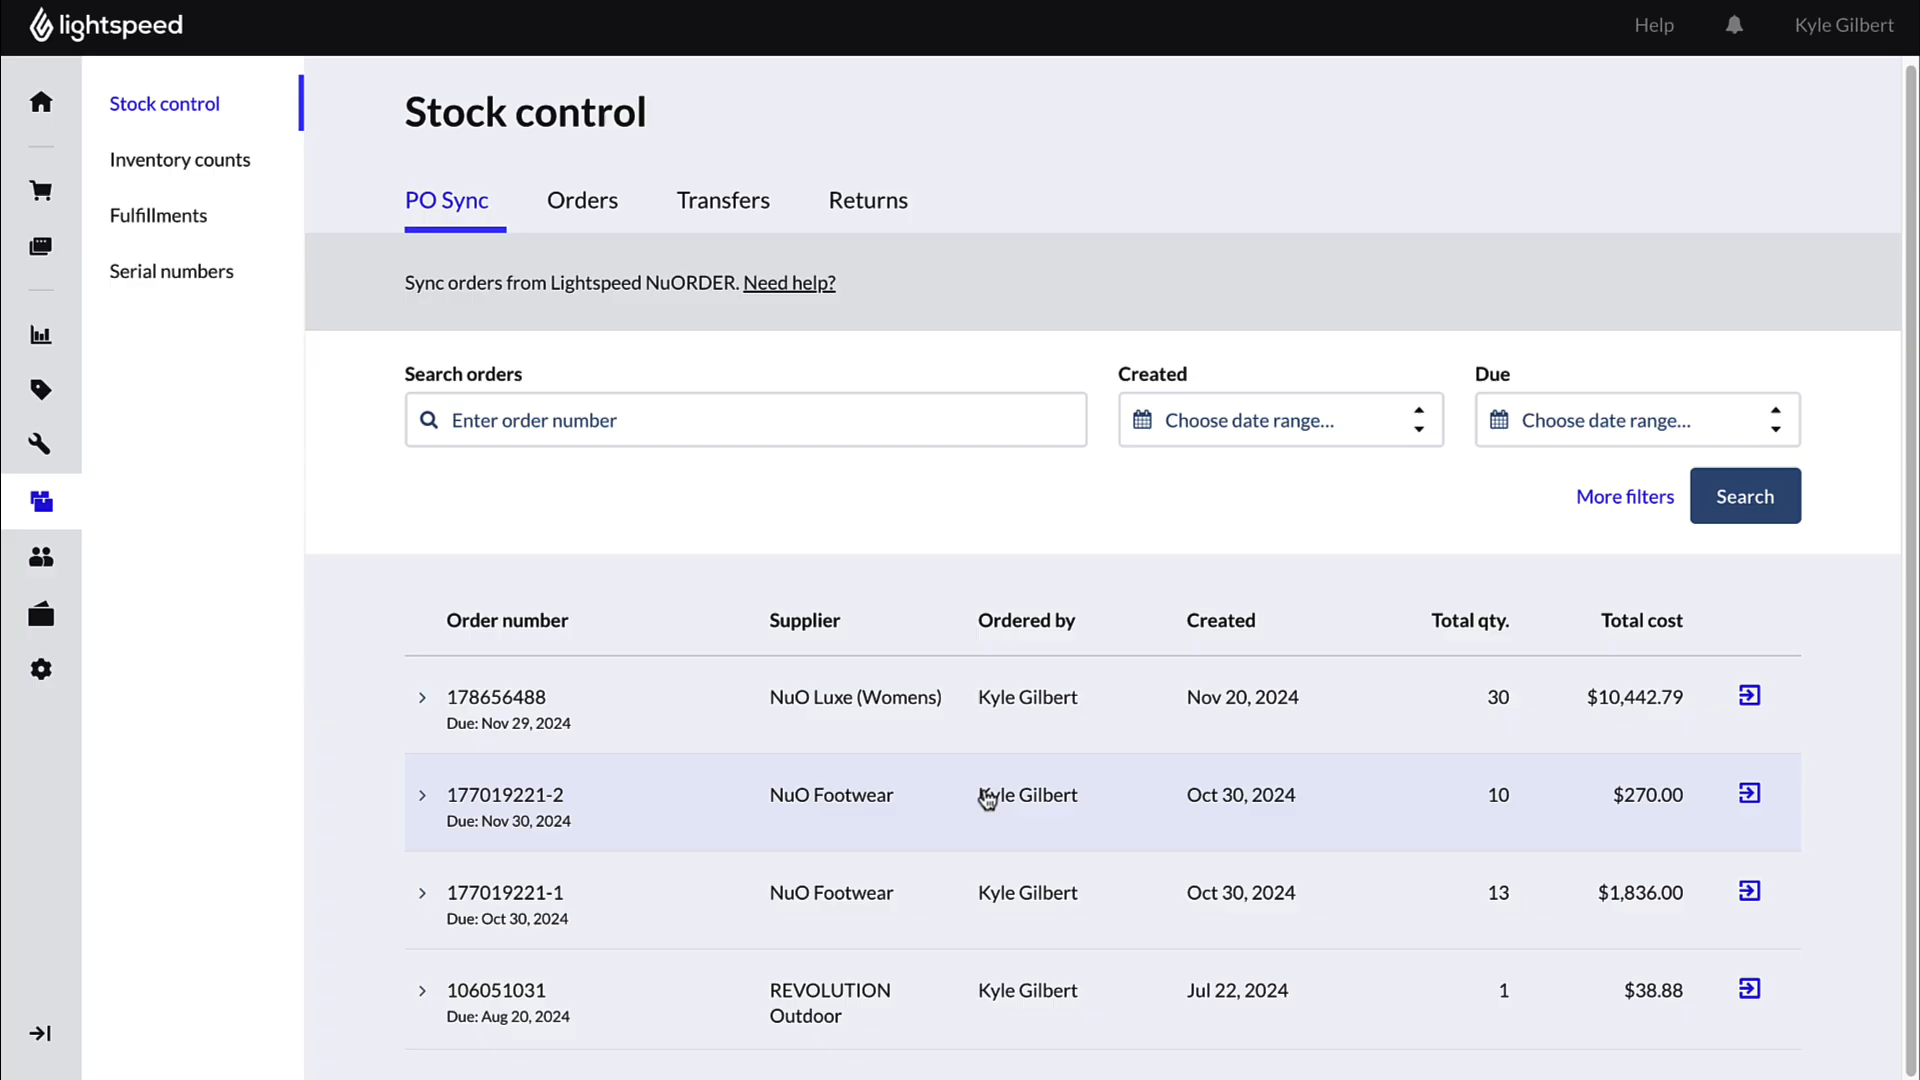 lightspeed
Help
Kyle Gilbert
Stock control
Inventory counts
Fulfillments
Serial numbers
Stock control
PO Sync
Orders
Transfers
Returns
Sync orders from Lightspeed NuORDER. Need help?
Search orders
Created
Due
Enter order number
Choose date range...
Choose date range...
More filters
Search
Order number Supplier Ordered by Created Total qty. Total cost
178656488 NuO Luxe (Womens) Kyle Gilbert Nov 20, 2024 30 $10,442.79
Due: Nov 29, 2024
177019221-2 NuO Footwear Kyle Gilbert Oct 30, 2024 10 $270.00
Due: Nov 30, 2024
177019221-1 NuO Footwear Kyle Gilbert Oct 30, 2024 13 $1,836.00
Due: Oct 30, 2024
106051031 REVOLUTION Kyle Gilbert Jul 22, 2024 1 $38.88
Due: Aug 20, 2024 Outdoor